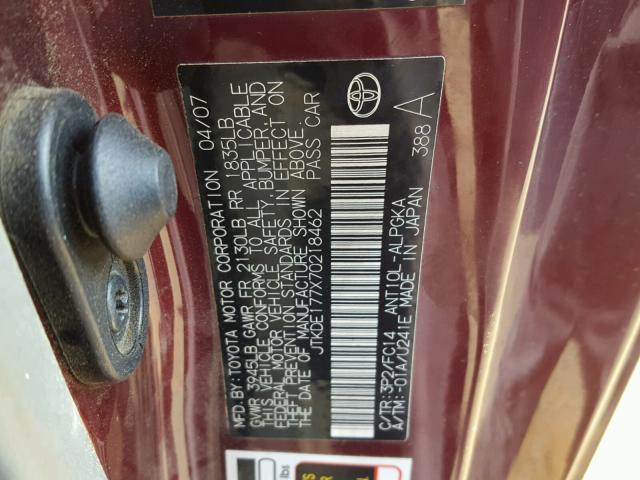 MFD. BY: TOYOTA MOTOR CORPORATION 04/07
GVWR 3945LB GAWR FR 2130LB RR 1835LB
THIS VEHICLE CONFORMS TO ALL APPLICABLE
FEDERAL MOTOR VEHICLE SAFETY, BUMPER, AND
THEFT PREVENTION STANDARDS IN EFFECT ON
THE DATE OF MANUFACTURE SHOWN ABOVE.
JTKDE177X70218462 PASS CAR
C/TR: 3P2/FC14 ANT10L-ALPGKA
A/TM: -01A/U241E MADE IN JAPAN 388 A
lbs